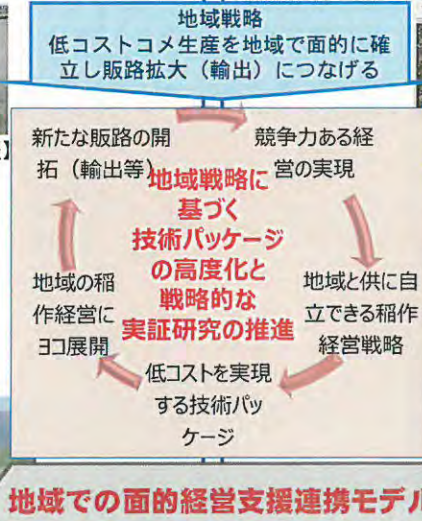 地域戦略
低コストコメ生産を地域で面的に確
立し販路拡大（輸出）につなげる
新たな販路の開
拓（輸出等）
競争力ある経
営の実現
地域戦略に
基づく
技術パッケージ
の高度化と
戦略的な
実証研究の推進
地域と供に自
立できる稲作
経営戦略
低コストを実現
する技術パッ
ケージ
地域の稲
作経営に
ヨコ展開
地域での面的経営支援連携モデル